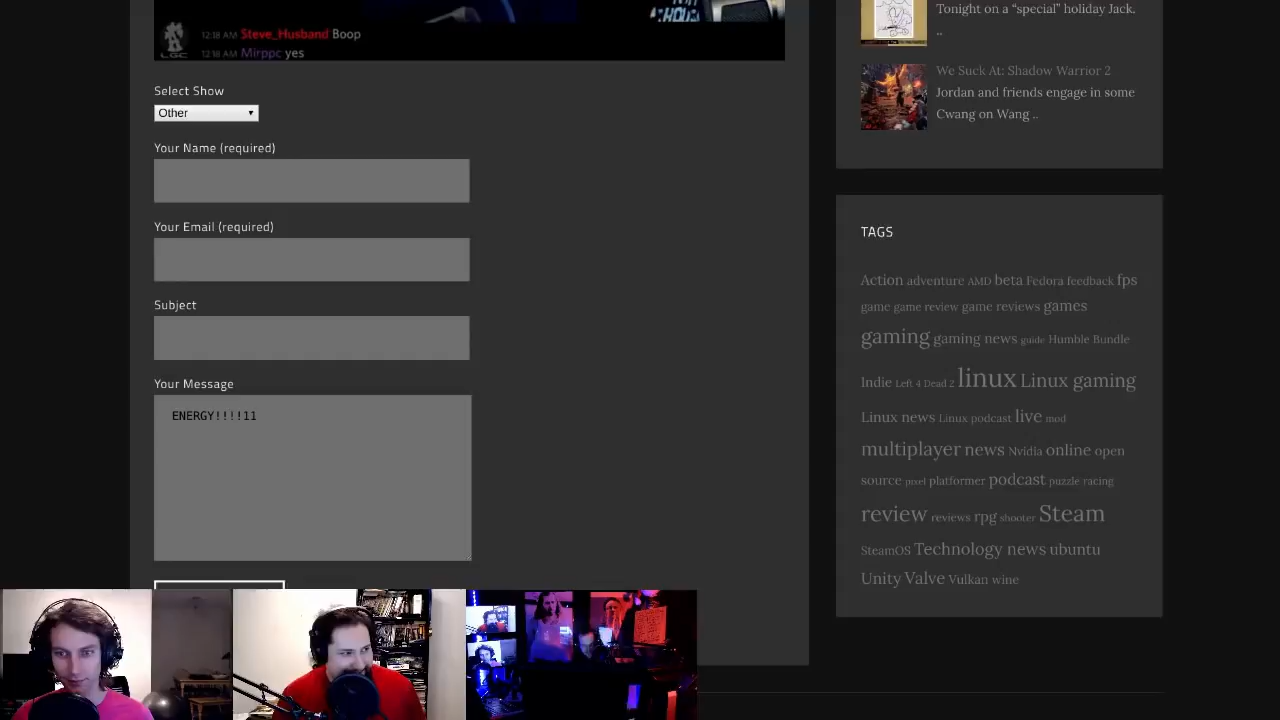 12:18 AM Steve_Husband Boop
12:18 AM Mirppc yes
LGC
Select Show
Other
Your Name (required)
Your Email (required)
Subject
Your Message
ENERGY!!!!11
Tonight on a “special” holiday Jack.
..
We Suck At: Shadow Warrior 2
Jordan and friends engage in some
Cwang on Wang ..
TAGS
Action adventure AMD beta Fedora feedback fps
game game review game reviews games
gaming gaming news guide Humble Bundle
Indie Left 4 Dead 2 linux Linux gaming
Linux news Linux podcast live mod
multiplayer news Nvidia online open
source pixel platformer podcast puzzle racing
review reviews rpg shooter Steam
SteamOS Technology news ubuntu
Unity Valve Vulkan wine